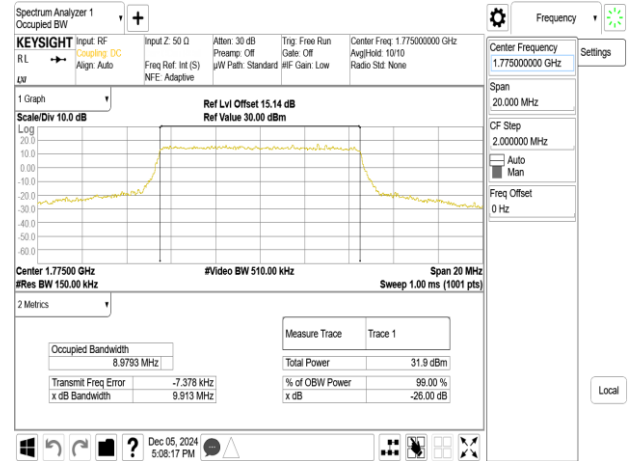 Spectrum Analyzer 1
Occupied BW
Frequency
KEYSIGHT Input: RF Input Z: 50 Ω Atten: 30 dB Trig: Free Run Center Freq: 1.775000000 GHz
RL Coupling: DC Preamp: Off Gate: Off Avg|Hold: 10/10
Align: Auto Freq Ref: Int (S) µW Path: Standard #IF Gain: Low Radio Std: None
LXI NFE: Adaptive
Center Frequency
1.775000000 GHz
Settings
Span
20.000 MHz
CF Step
2.000000 MHz
Auto
Man
Freq Offset
0 Hz
Local
1 Graph
Ref Lvl Offset 15.14 dB
Scale/Div 10.0 dB Ref Value 30.00 dBm
Log
20.0
10.0
0.00
-10.0
-20.0
-30.0
-40.0
-50.0
-60.0
Center 1.77500 GHz #Video BW 510.00 kHz Span 20 MHz
#Res BW 150.00 kHz Sweep 1.00 ms (1001 pts)
2 Metrics
Measure Trace Trace 1
Occupied Bandwidth
8.9793 MHz
Total Power 31.9 dBm
Transmit Freq Error -7.378 kHz % of OBW Power 99.00 %
x dB Bandwidth 9.913 MHz x dB -26.00 dB
Dec 05, 2024
5:08:17 PM